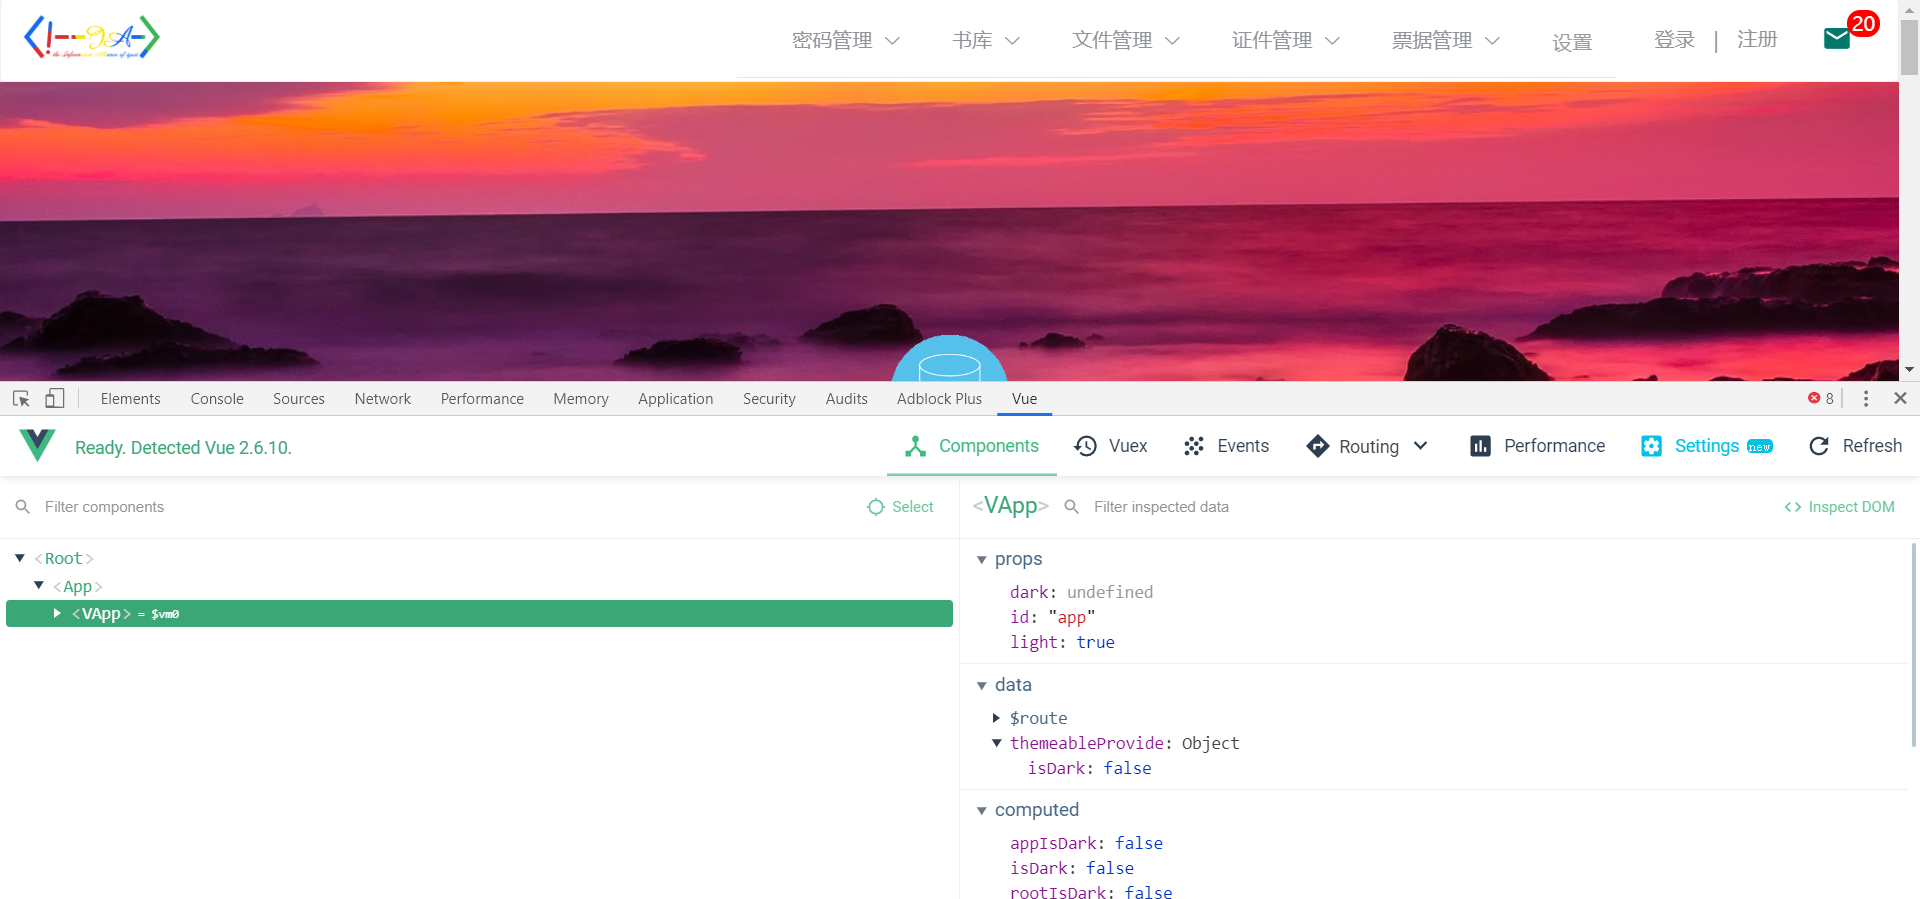 <!--IA-->
密码管理 书库 文件管理 证件管理 票据管理 设置 登录 | 注册 20
Elements Console Sources Network Performance Memory Application Security Audits Adblock Plus Vue 8
Ready. Detected Vue 2.6.10. Components Vuex Events Routing Performance Settings new Refresh
Filter components Select <VApp> Filter inspected data <> Inspect DOM
<Root>
<App>
<VApp> = $vm0
props
dark: undefined
id: "app"
light: true
data
$route
themeableProvide: Object
isDark: false
computed
appIsDark: false
isDark: false
rootIsDark: false